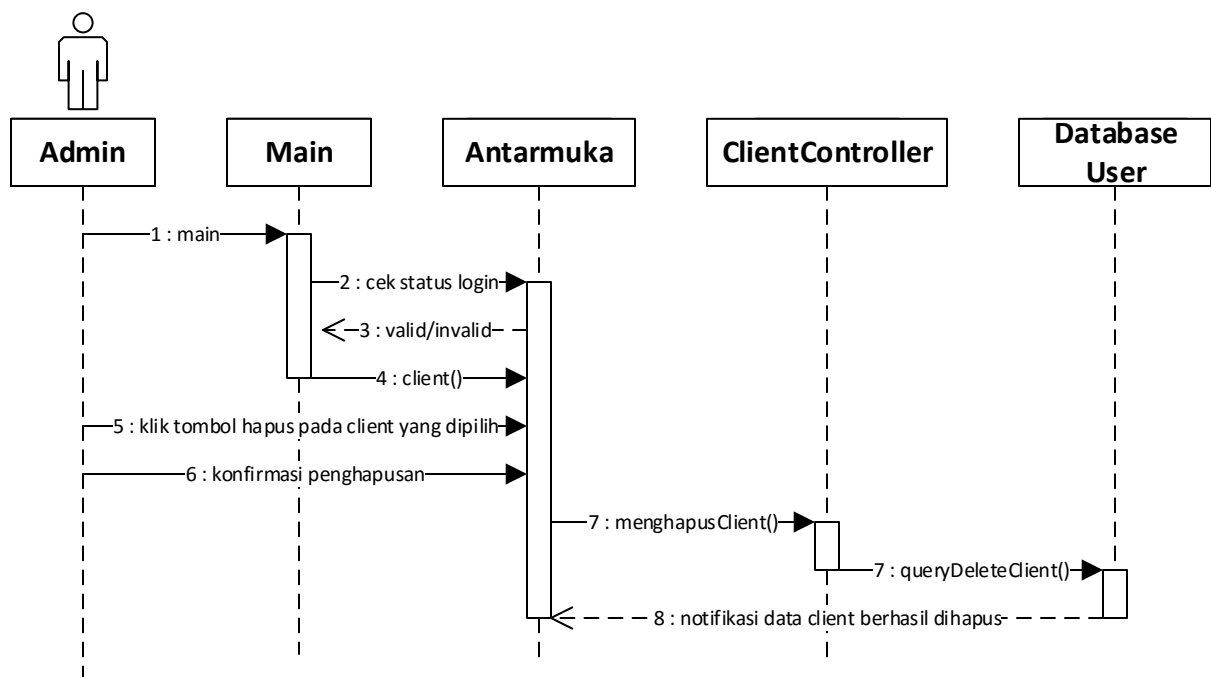 Admin
Main
Antarmuka
ClientController
Database
User
1 : main
2 : cek status login
3 : valid/invalid
4 : client()
5 : klik tombol hapus pada client yang dipilih
6 : konfirmasi penghapusan
7 : menghapusClient()
7 : queryDeleteClient()
8 : notifikasi data client berhasil dihapus